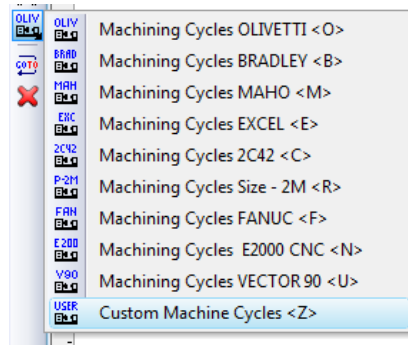 OLIV
GOTO
OLIV Machining Cycles OLIVETTI <O>
BRAD Machining Cycles BRADLEY <B>
MAH Machining Cycles MAHO <M>
EXC Machining Cycles EXCEL <E>
2C42 Machining Cycles 2C42 <C>
P-2M Machining Cycles Size - 2M <R>
FAN Machining Cycles FANUC <F>
E200 Machining Cycles E2000 CNC <N>
V90 Machining Cycles VECTOR 90 <U>
USER Custom Machine Cycles <Z>